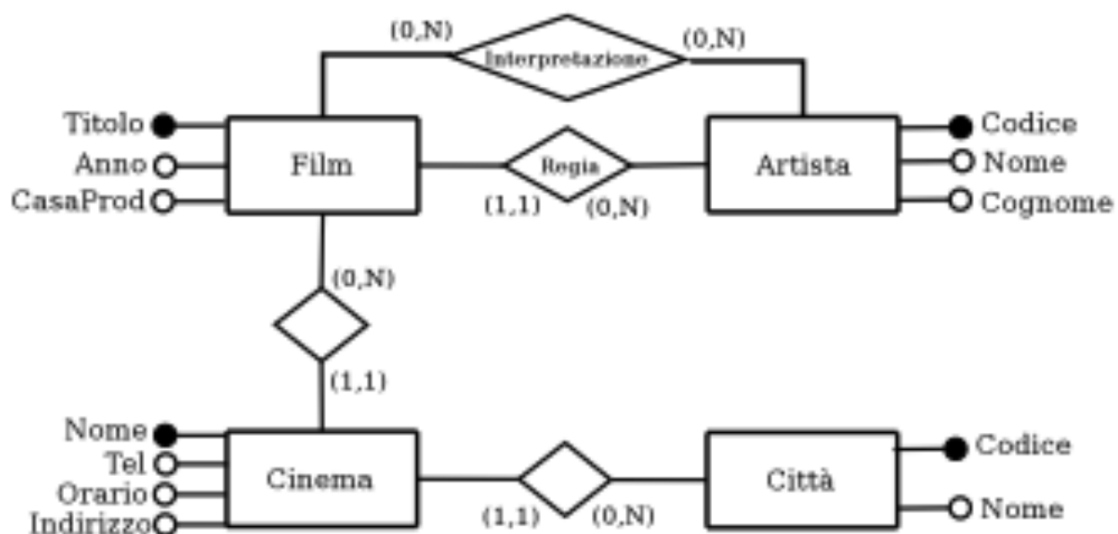 (0,N)
Interpretazione
(0,N)
Titolo
Anno
CasaProd
Film
Regia
(1,1)
(0,N)
Artista
Codice
Nome
Cognome
(0,N)
(1,1)
Nome
Tel
Orario
Indirizzo
Cinema
(1,1)
(0,N)
Città
Codice
Nome